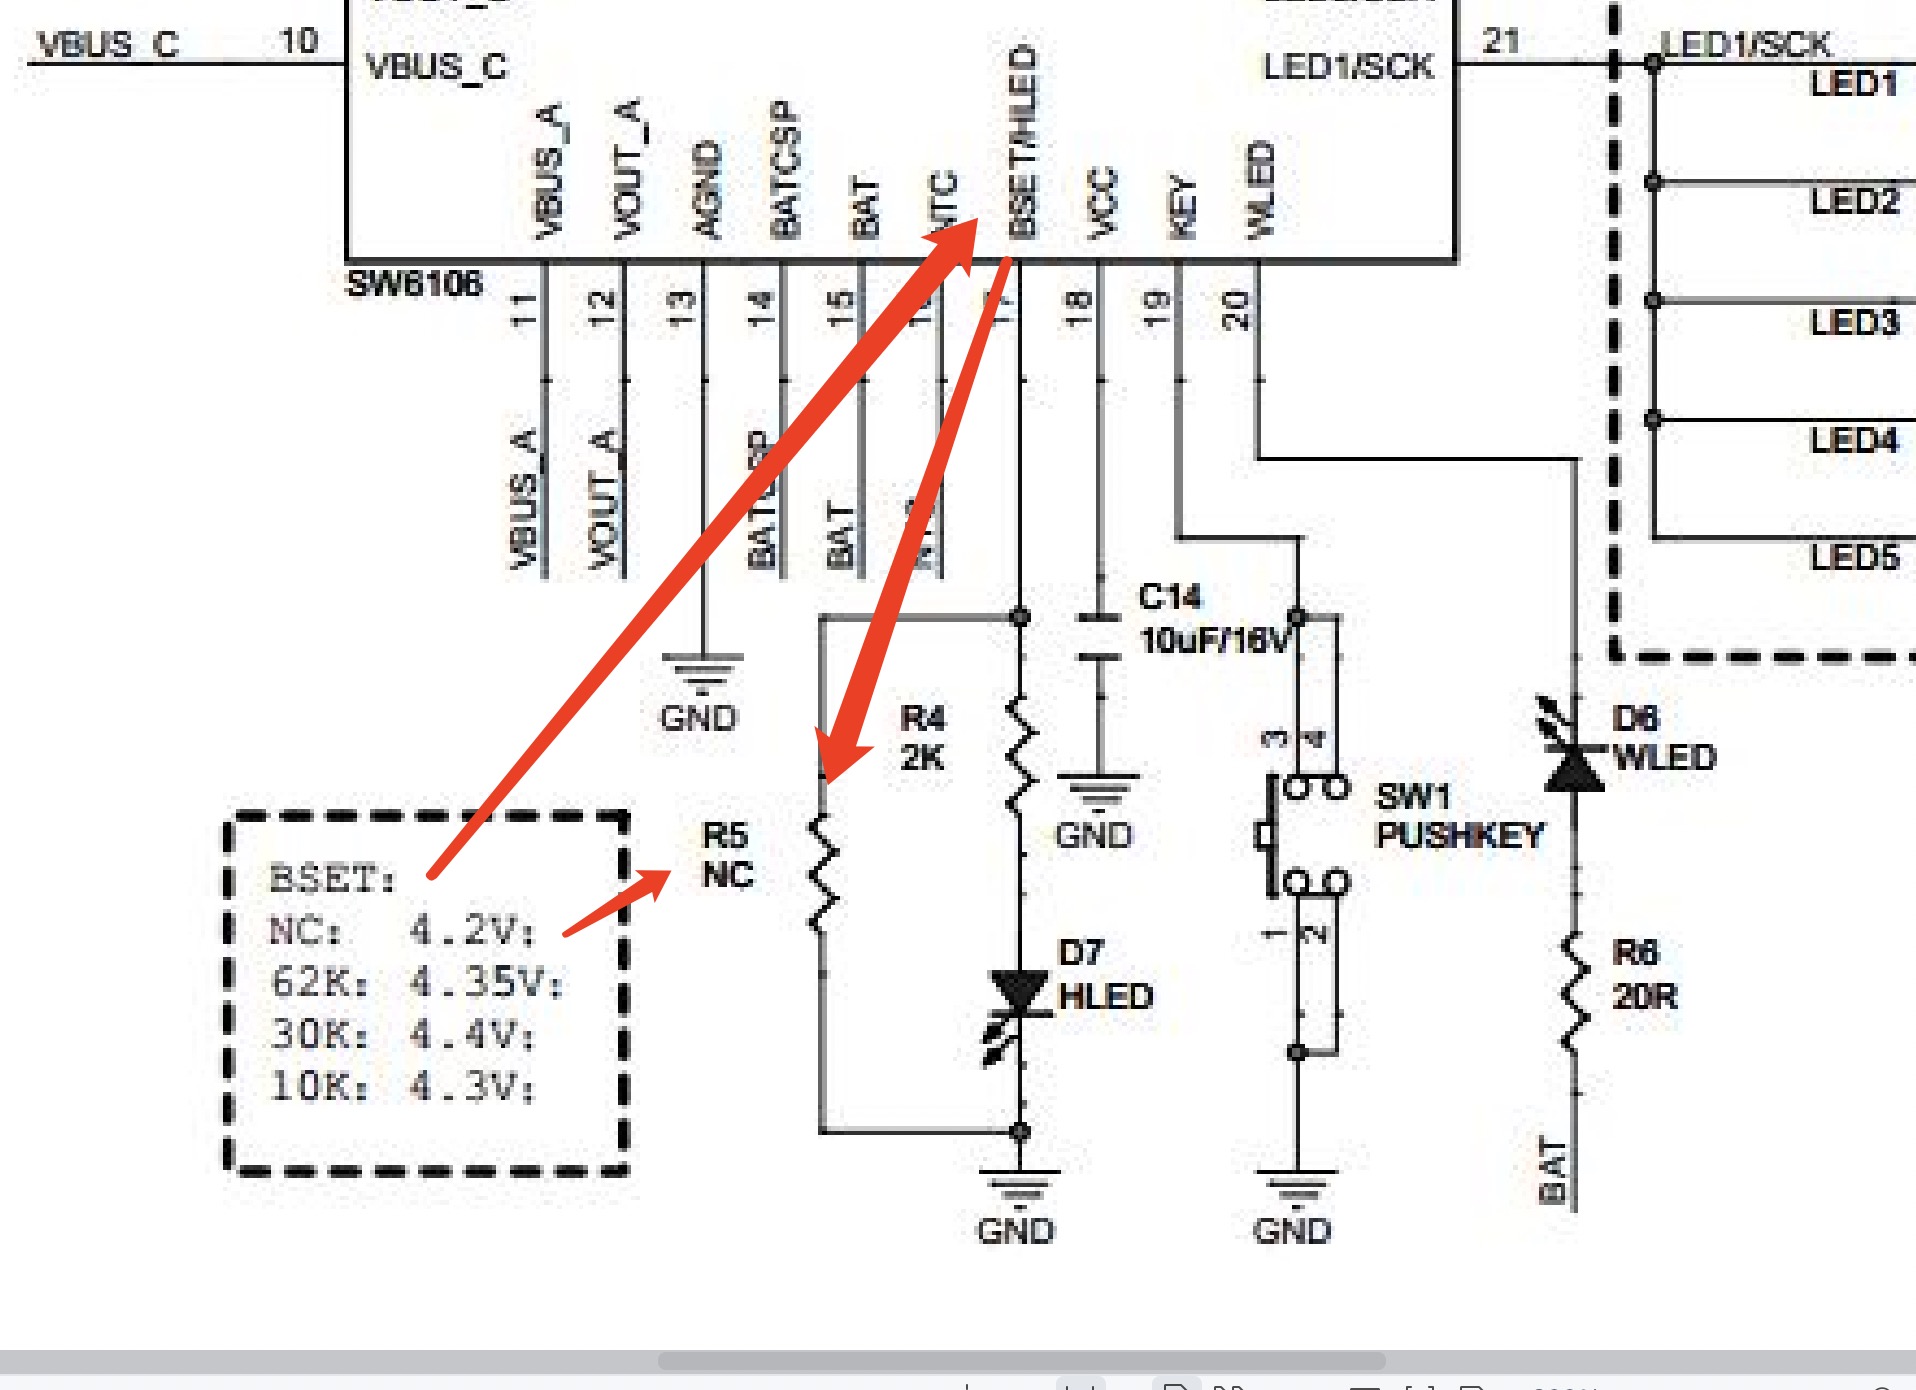 VBUS_C
10
VBUS_C
LED1/SCK
21
LED1/SCK
LED1
LED2
LED3
LED4
LED5
VBUS_A
VOUT_A
AGND
BATCSP
BAT
NTC
BSET/HLED
VCC
KEY
WLED
SW6106
11
12
13
14
15
17
18
19
20
VBUS_A
VOUT_A
BAT
GND
C14
10uF/16V
R4
2K
GND
3
4
D6
WLED
SW1
PUSHKEY
R5
NC
1
2
D7
HLED
R6
20R
BSET:
NC: 4.2V:
62K: 4.35V:
30K: 4.4V:
10K: 4.3V:
BAT
GND
GND